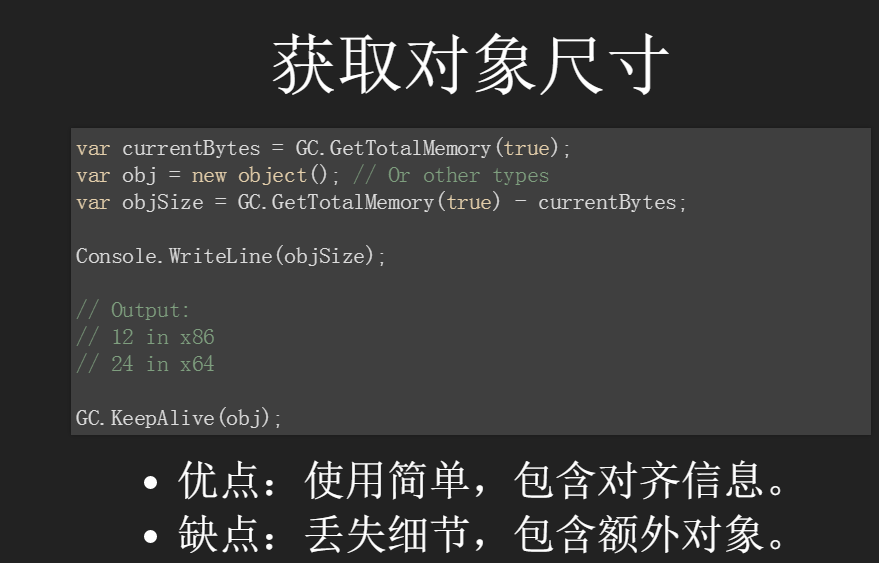 获取对象尺寸
var currentBytes = GC.GetTotalMemory(true);
var obj = new object(); // Or other types
var objSize = GC.GetTotalMemory(true) - currentBytes;
Console.WriteLine(objSize);
// Output:
// 12 in x86
// 24 in x64
GC.KeepAlive(obj);
• 优点：使用简单，包含对齐信息。
• 缺点：丢失细节，包含额外对象。